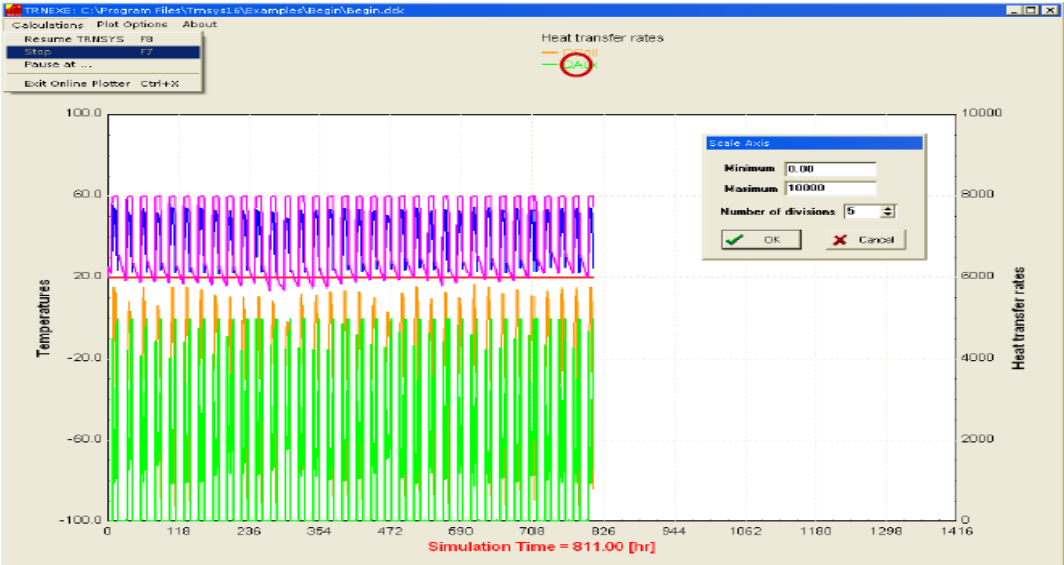 TRNEXE: C:\Program Files\Trnsys16\Examples\Begin\Begin.dck
Calculations Plot Options About
Resume TRNSYS F8
Stop F7
Pause at ...
Exit Online Plotter Ctrl+X
Heat transfer rates
QColl
QAux
100.0
60.0
20.0
-20.0
-60.0
-100.0
Temperatures
10000
8000
6000
4000
2000
0
Heat transfer rates
Scale Axis
Minimum 0.00
Maximum 10000
Number of divisions 5
OK Cancel
0 118 236 354 472 590 708 826 944 1062 1180 1298 1416
Simulation Time = 811.00 [hr]